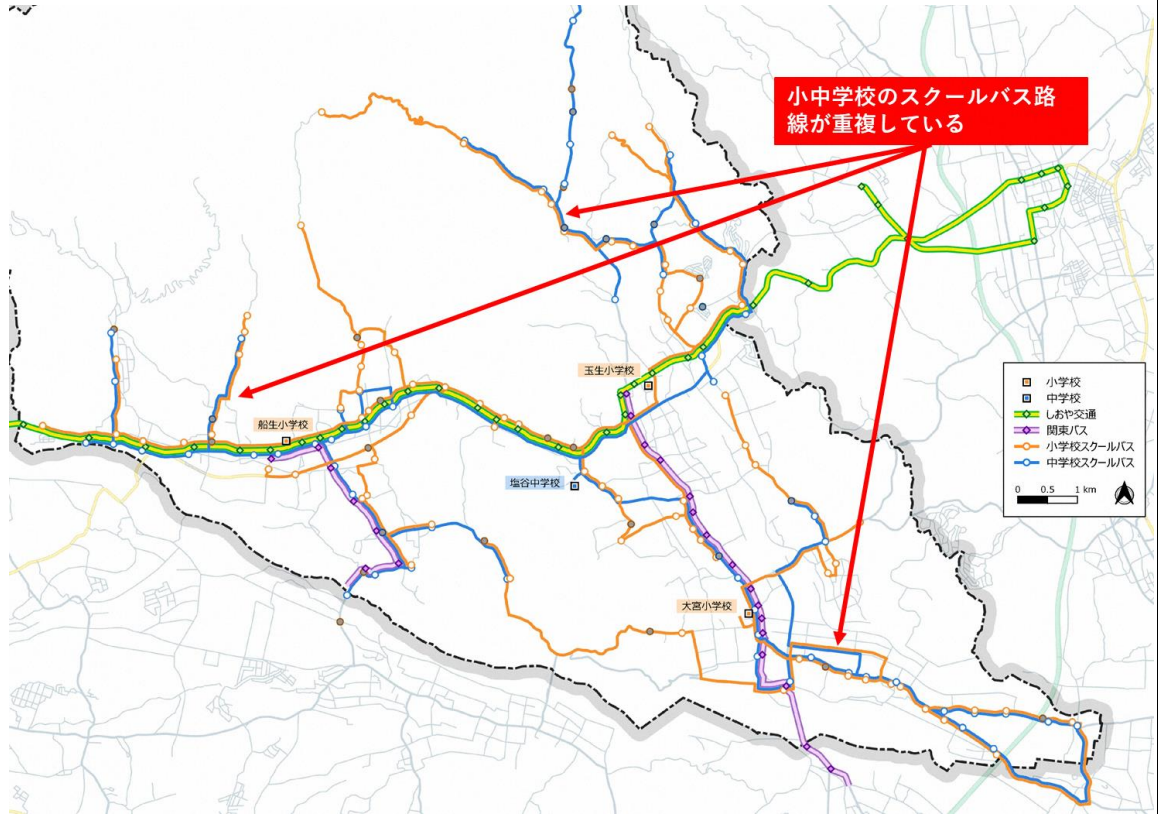 小中学校のスクールバス路
線が重複している
玉生小学校
船生小学校
塩谷中学校
大宮小学校
小学校
中学校
しおや交通
関東バス
小学校スクールバス
中学校スクールバス
0 0.5 1 km